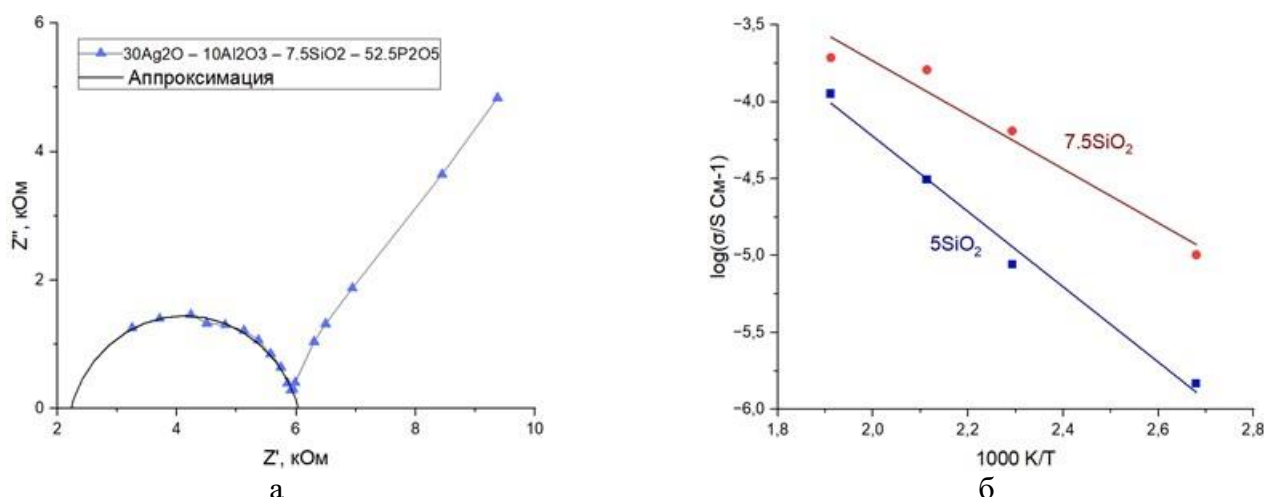 6
4
2
0
Z'', кОм
30Ag2O – 10Al2O3 – 7.5SiO2 – 52.5P2O5
Аппроксимация
2
4
6
8
10
Z', кОм
а
−3,5
−4,0
−4,5
−5,0
−5,5
−6,0
log(σ/S См-1)
7.5SiO₂
5SiO₂
1,8
2,0
2,2
2,4
2,6
2,8
1000 K/T
б